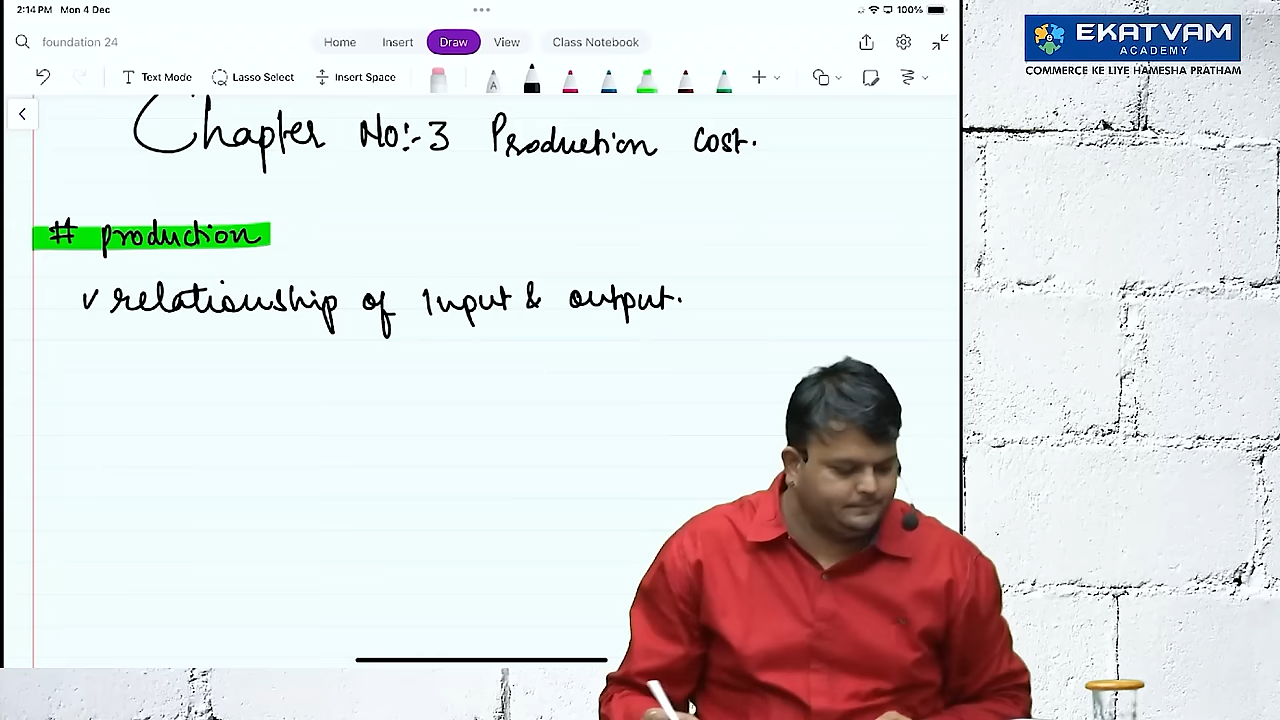 2:14 PM Mon 4 Dec
100%
foundation 24
Home Insert Draw View Class Notebook
Text Mode Lasso Select Insert Space
EKATVAM
ACADEMY
COMMERCE KE LIYE HAMESHA PRATHAM
Chapter No:- 3 Production cost.
# production
✓ relationship of Input & output.